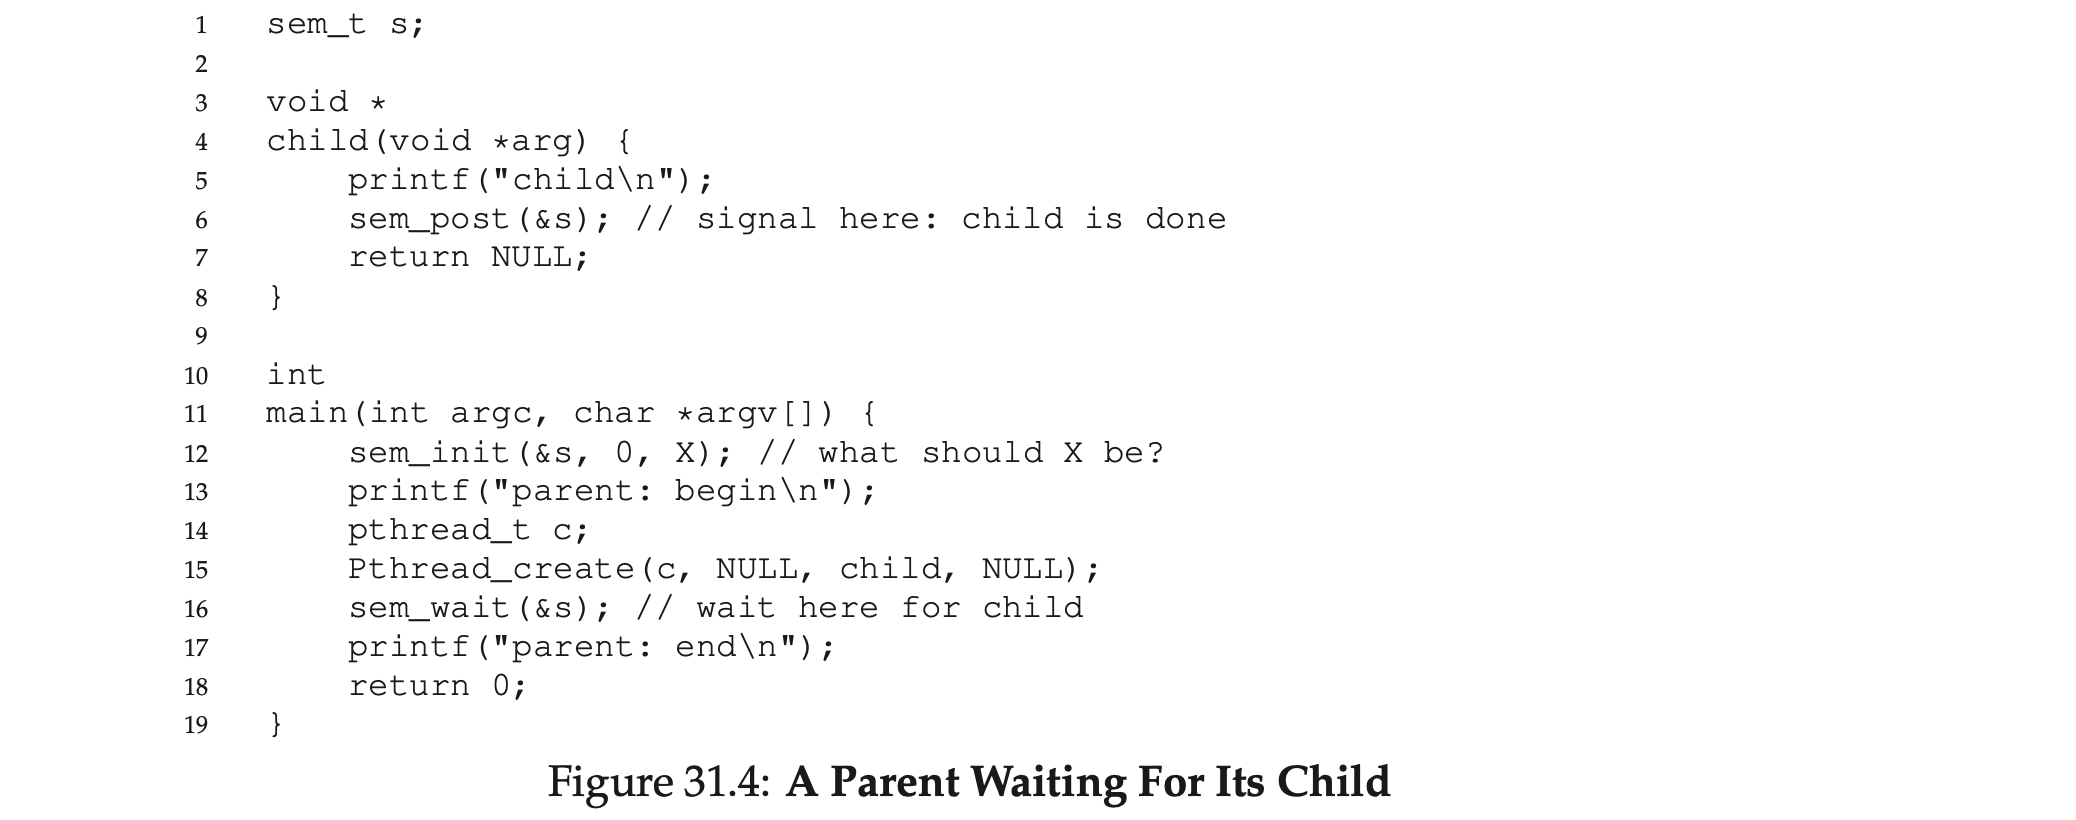 1 sem_t s;
2
3 void *
4 child(void *arg) {
5 printf("child\n");
6 sem_post(&s); // signal here: child is done
7 return NULL;
8 }
9
10 int
11 main(int argc, char *argv[]) {
12 sem_init(&s, 0, X); // what should X be?
13 printf("parent: begin\n");
14 pthread_t c;
15 Pthread_create(c, NULL, child, NULL);
16 sem_wait(&s); // wait here for child
17 printf("parent: end\n");
18 return 0;
19 }
Figure 31.4: A Parent Waiting For Its Child